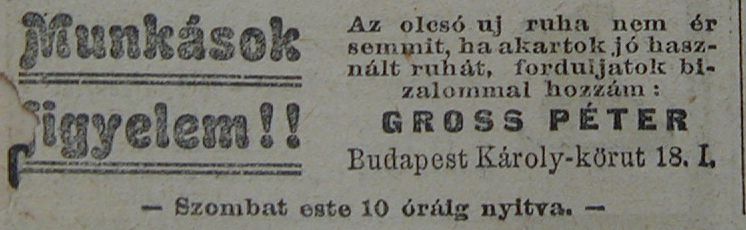 Munkások
figyelem!!
Az olcsó uj ruha nem ér
semmit, ha akartok jó hasz-
nált ruhát, forduljatok bi-
zalommal hozzám:
GROSS PÉTER
Budapest Károly-körut 18. I.
— Szombat este 10 óráig nyitva. —